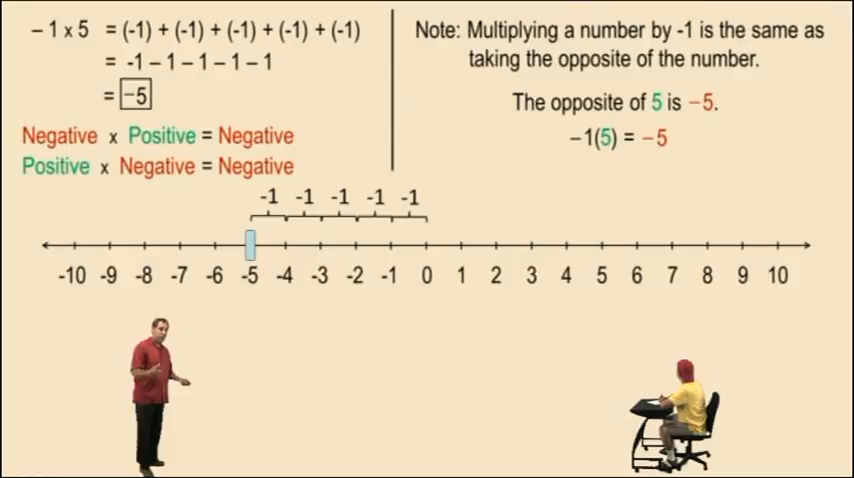 – 1 x 5 = (-1) + (-1) + (-1) + (-1) + (-1)
= -1 – 1 – 1 – 1 – 1
= –5
Negative x Positive = Negative
Positive x Negative = Negative
Note: Multiplying a number by -1 is the same as
taking the opposite of the number.
The opposite of 5 is –5.
–1(5) = –5
-1 -1 -1 -1 -1
-10 -9 -8 -7 -6 -5 -4 -3 -2 -1 0 1 2 3 4 5 6 7 8 9 10